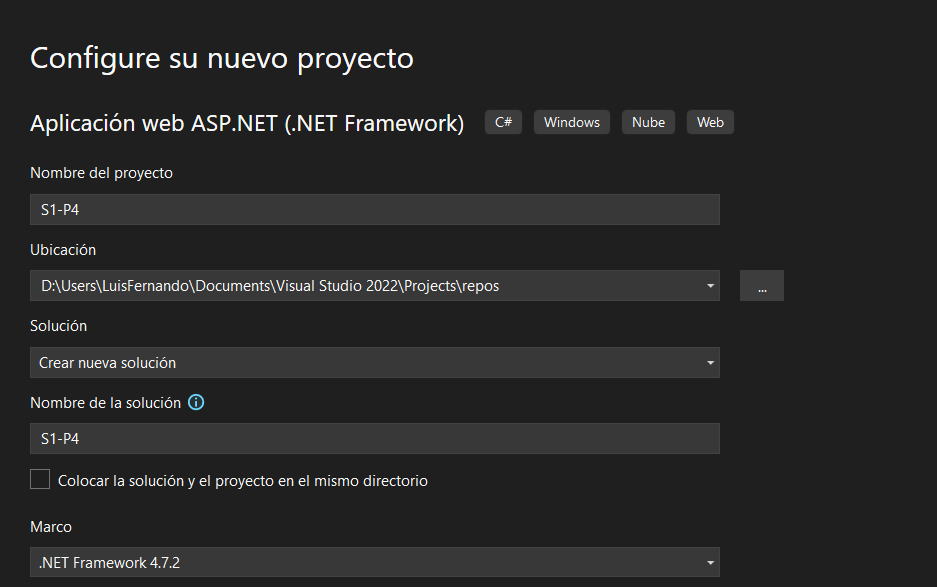 Configure su nuevo proyecto
Aplicación web ASP.NET (.NET Framework) C# Windows Nube Web
Nombre del proyecto
S1-P4
Ubicación
D:\Users\LuisFernando\Documents\Visual Studio 2022\Projects\repos ...
Solución
Crear nueva solución
Nombre de la solución
S1-P4
Colocar la solución y el proyecto en el mismo directorio
Marco
.NET Framework 4.7.2